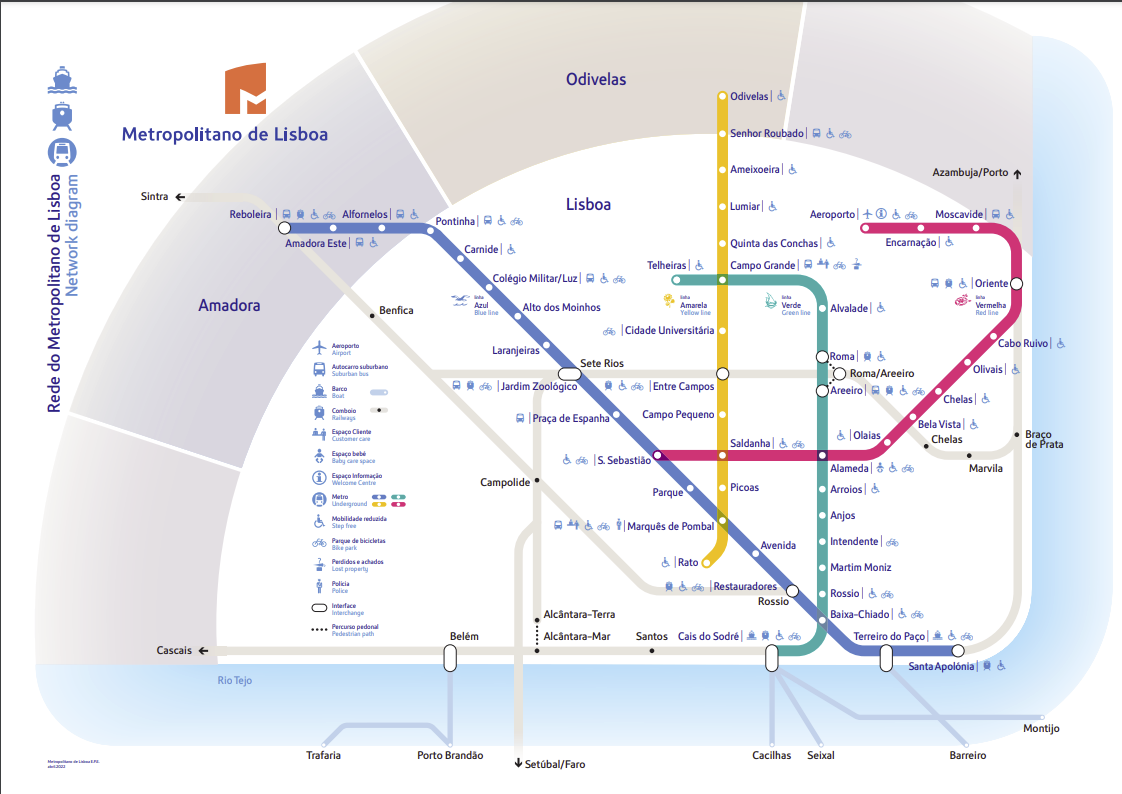 Rede do Metropolitano de Lisboa
Network diagram
Metropolitano de Lisboa
Odivelas
Lisboa
Amadora
Sintra
Azambuja/Porto
Odivelas
Senhor Roubado
Ameixoeira
Lumiar
Quinta das Conchas
Telheiras
Campo Grande
Reboleira
Alfornelos
Amadora Este
Pontinha
Carnide
Colégio Militar/Luz
Alto dos Moinhos
Laranjeiras
Sete Rios
Jardim Zoológico
Praça de Espanha
S. Sebastião
Parque
Marquês de Pombal
Avenida
Restauradores
Rossio
Aeroporto
Moscavide
Encarnação
Oriente
Cabo Ruivo
Olivais
Chelas
Bela Vista
Olaias
Chelas
Marvila
Braço
de Prata
linha
Azul
Blue line
linha
Amarela
Yellow line
linha
Verde
Green line
linha
Vermelha
Red line
Alvalade
Roma
Roma/Areeiro
Areeiro
Cidade Universitária
Entre Campos
Campo Pequeno
Saldanha
Picoas
Rato
Alameda
Arroios
Anjos
Intendente
Martim Moniz
Rossio
Baixa-Chiado
Terreiro do Paço
Santa Apolónia
Cais do Sodré
Santos
Benfica
Campolide
Alcântara-Terra
Alcântara-Mar
Belém
Cascais
Rio Tejo
Trafaria
Porto Brandão
Setúbal/Faro
Cacilhas
Seixal
Barreiro
Montijo
Aeroporto
Airport
Autocarro suburbano
Suburban bus
Barco
Boat
Comboio
Railways
Espaço Cliente
Customer care
Espaço bebé
Baby care space
Espaço Informação
Welcome Centre
Metro
Underground
Mobilidade reduzida
Step free
Parque de bicicletas
Bike park
Perdidos e achados
Lost property
Polícia
Police
Interface
Interchange
Percurso pedonal
Pedestrian path
Metropolitano de Lisboa E.P.E.
abril 2022